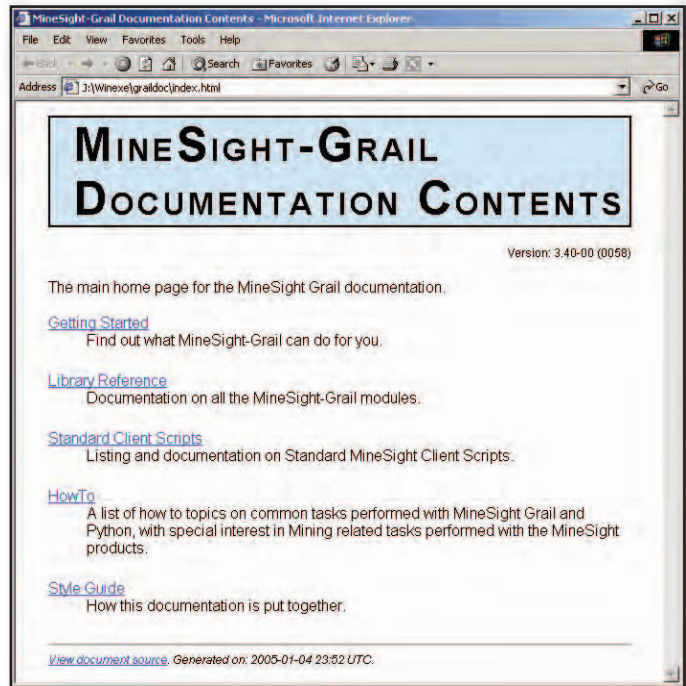 MineSight-Grail Documentation Contents - Microsoft Internet Explorer
File Edit View Favorites Tools Help
Back Search Favorites
Address J:\Winexe\graildoc\index.html Go
MINESIGHT-GRAIL
DOCUMENTATION CONTENTS
Version: 3.40-00 (0058)
The main home page for the MineSight Grail documentation.
Getting Started
Find out what MineSight-Grail can do for you.
Library Reference
Documentation on all the MineSight-Grail modules.
Standard Client Scripts
Listing and documentation on Standard MineSight Client Scripts.
HowTo
A list of how to topics on common tasks performed with MineSight Grail and
Python, with special interest in Mining related tasks performed with the MineSight
products.
Style Guide
How this documentation is put together.
View document source. Generated on: 2005-01-04 23:52 UTC.